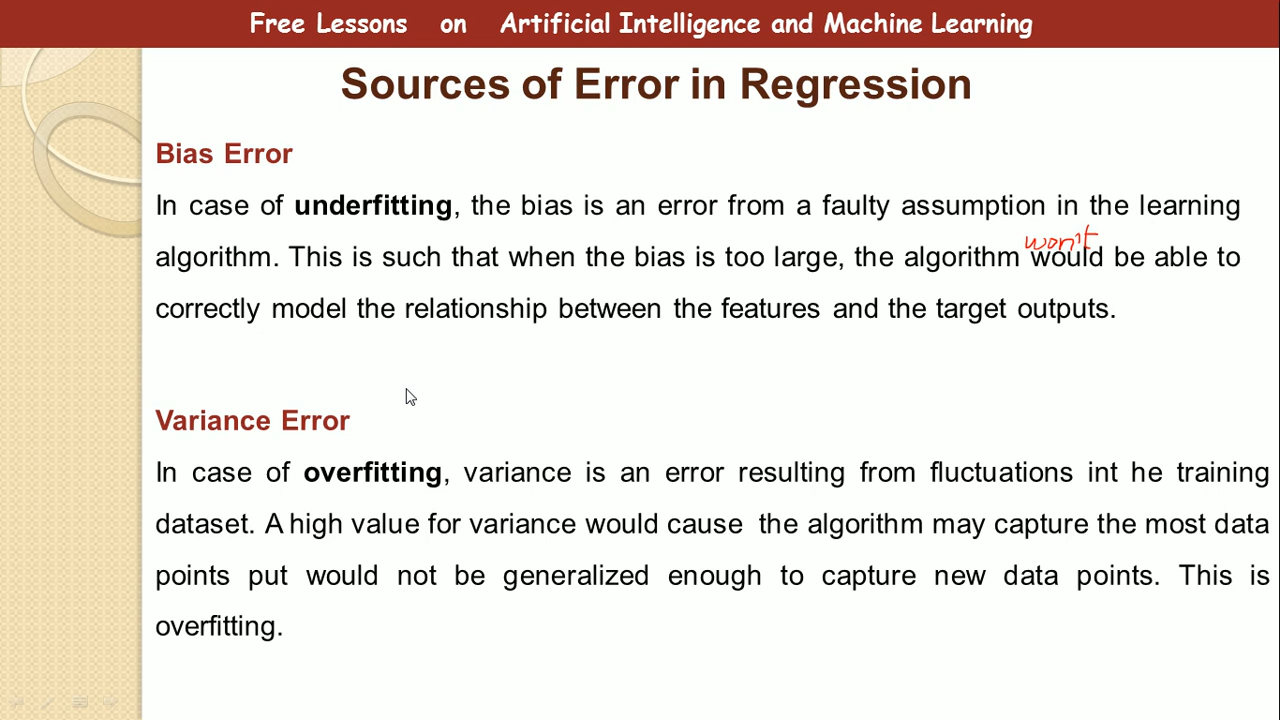 Free Lessons on Artificial Intelligence and Machine Learning
Sources of Error in Regression
Bias Error
In case of underfitting, the bias is an error from a faulty assumption in the learning
won't
algorithm. This is such that when the bias is too large, the algorithm would be able to
correctly model the relationship between the features and the target outputs.
Variance Error
In case of overfitting, variance is an error resulting from fluctuations int he training
dataset. A high value for variance would cause the algorithm may capture the most data
points put would not be generalized enough to capture new data points. This is
overfitting.